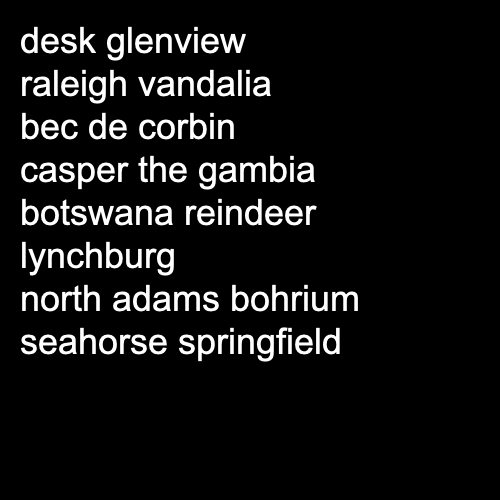 desk glenview
raleigh vandalia
bec de corbin
casper the gambia
botswana reindeer
lynchburg
north adams bohrium
seahorse springfield